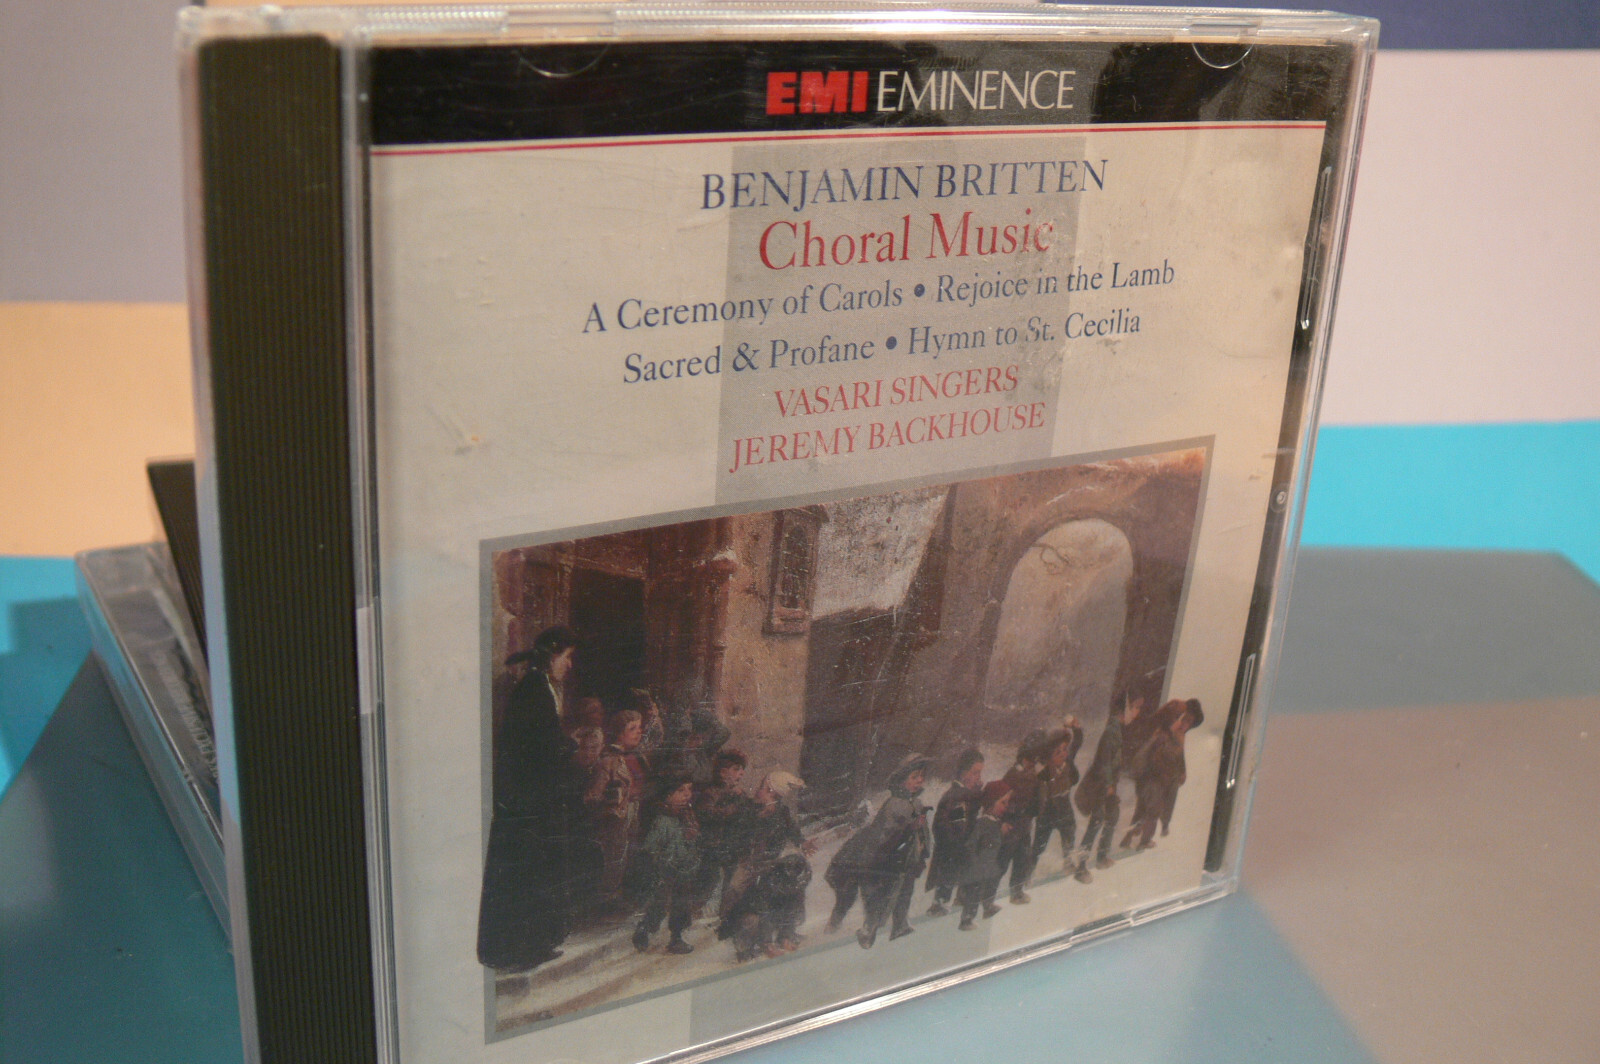 EMI EMINENCE
BENJAMIN BRITTEN
Choral Music
A Ceremony of Carols • Rejoice in the Lamb
Sacred & Profane • Hymn to St. Cecilia
VASARI SINGERS
JEREMY BACKHOUSE